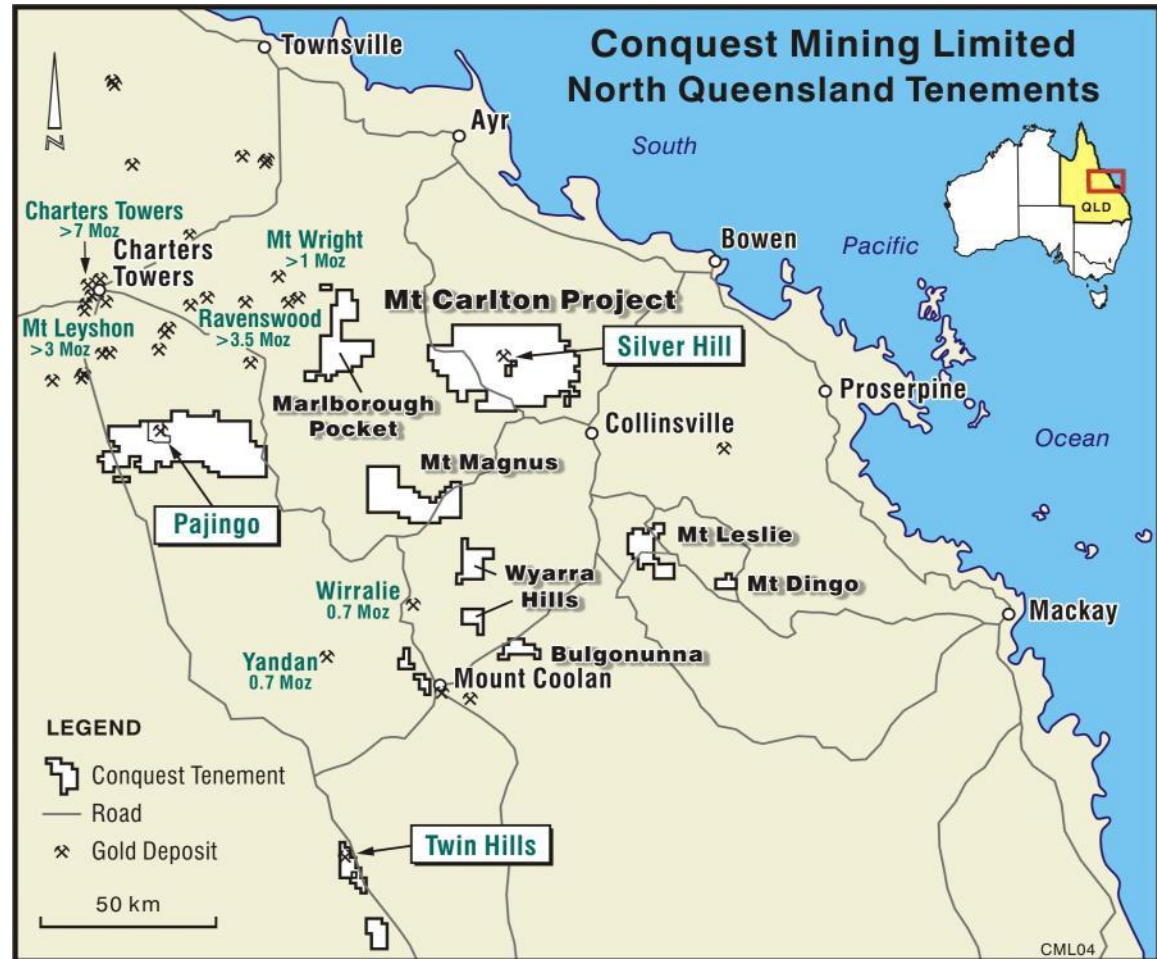 Conquest Mining Limited
North Queensland Tenements
Townsville
N
Ayr
South
QLD
Charters Towers
>7 Moz
Mt Wright
>1 Moz
Bowen
Pacific
Charters
Towers
Mt Carlton Project
Mt Leyshon
>3 Moz
Ravenswood
>3.5 Moz
Silver Hill
Proserpine
Marlborough
Pocket
Collinsville
Ocean
Mt Magnus
Pajingo
Mt Leslie
Wyarra
Hills
Mt Dingo
Wirralie
0.7 Moz
Mackay
Bulgonunna
Yandan
0.7 Moz
Mount Coolan
LEGEND
Conquest Tenement
Road
Gold Deposit
Twin Hills
50 km
CML04